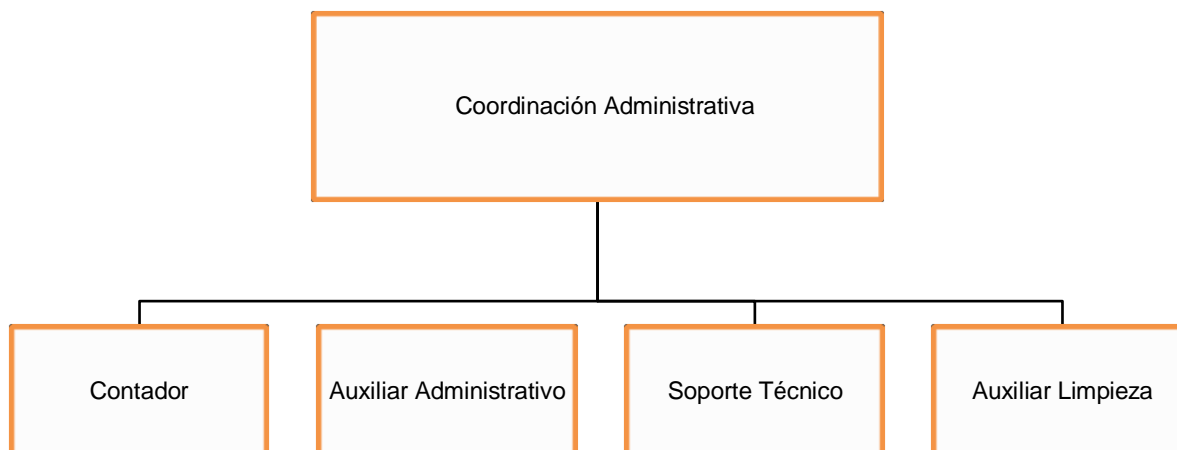 Coordinación Administrativa
Contador
Auxiliar Administrativo
Soporte Técnico
Auxiliar Limpieza